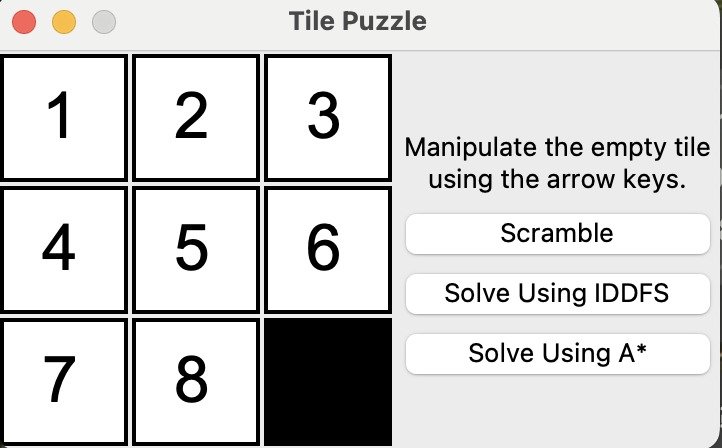 Tile Puzzle
1 2 3
4 5 6
7 8
Manipulate the empty tile
using the arrow keys.
Scramble
Solve Using IDDFS
Solve Using A*